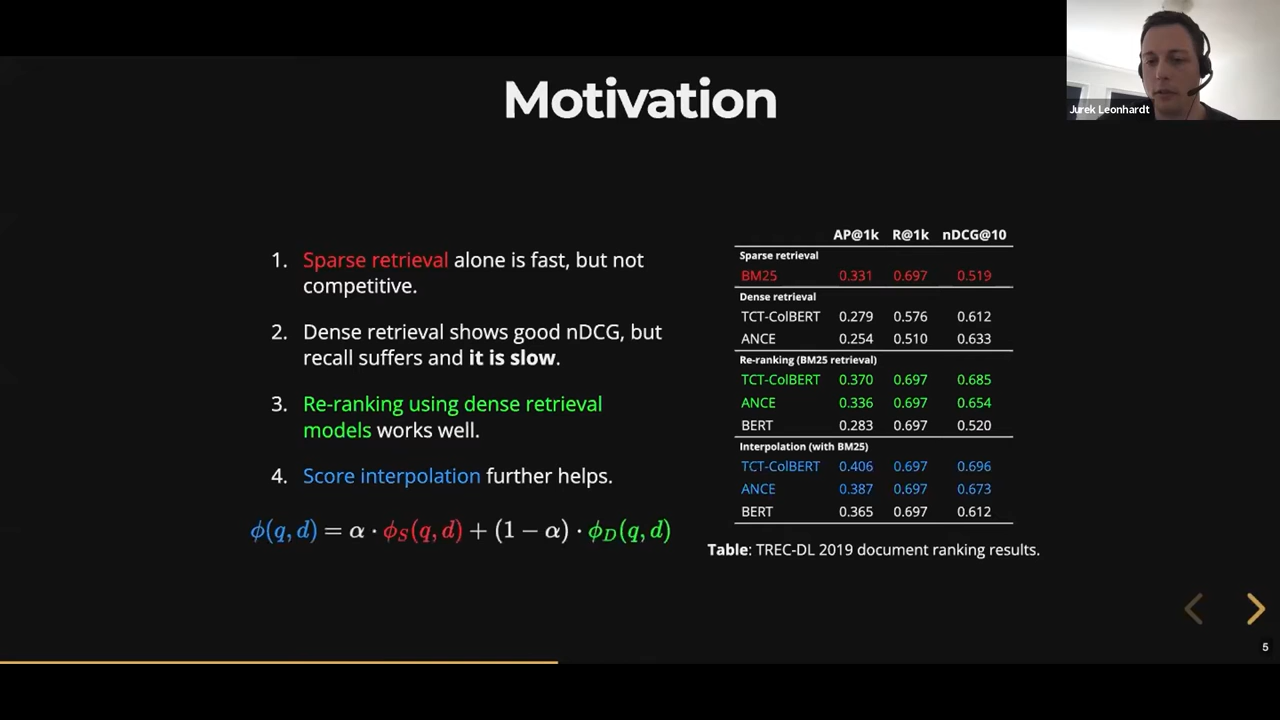 Motivation
Jurek Leonhardt
1. Sparse retrieval alone is fast, but not
competitive.
2. Dense retrieval shows good nDCG, but
recall suffers and it is slow.
3. Re-ranking using dense retrieval
models works well.
4. Score interpolation further helps.
ϕ(q, d) = α · ϕ_S(q, d) + (1 − α) · ϕ_D(q, d)
AP@1k R@1k nDCG@10
Sparse retrieval
BM25 0.331 0.697 0.519
Dense retrieval
TCT-ColBERT 0.279 0.576 0.612
ANCE 0.254 0.510 0.633
Re-ranking (BM25 retrieval)
TCT-ColBERT 0.370 0.697 0.685
ANCE 0.336 0.697 0.654
BERT 0.283 0.697 0.520
Interpolation (with BM25)
TCT-ColBERT 0.406 0.697 0.696
ANCE 0.387 0.697 0.673
BERT 0.365 0.697 0.612
Table: TREC-DL 2019 document ranking results.
5